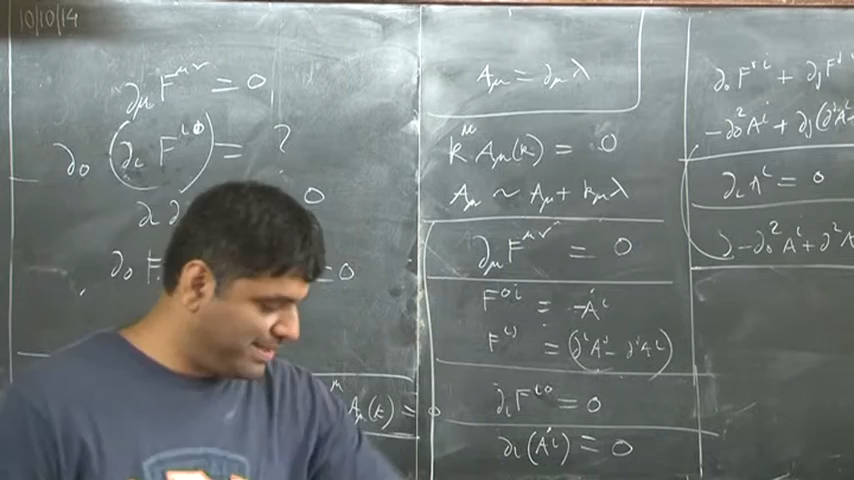 10/10/14
∂_μ F^{μν} = 0,
∂_0 (∂_i F^{i0}) = ?
0
∂_0 F = 0
A_μ(k) = 0
A_μ = ∂_μ λ
k^μ A_μ(k) = 0
A_μ ~ A_μ + k_μ λ
∂_μ F^{μν} = 0
F^{0i} = -Ȧ^i
F^{ij} = (∂^i A^j - ∂^j A^i)
∂_i F^{i0} = 0
∂_i (Ȧ^i) = 0
∂_0 F^{0i} + ∂_j F^{j
-∂_0^2 A^i + ∂_j (∂^j A^i
∂_i A^i = 0
-∂_0^2 A^i + ∂^2 A